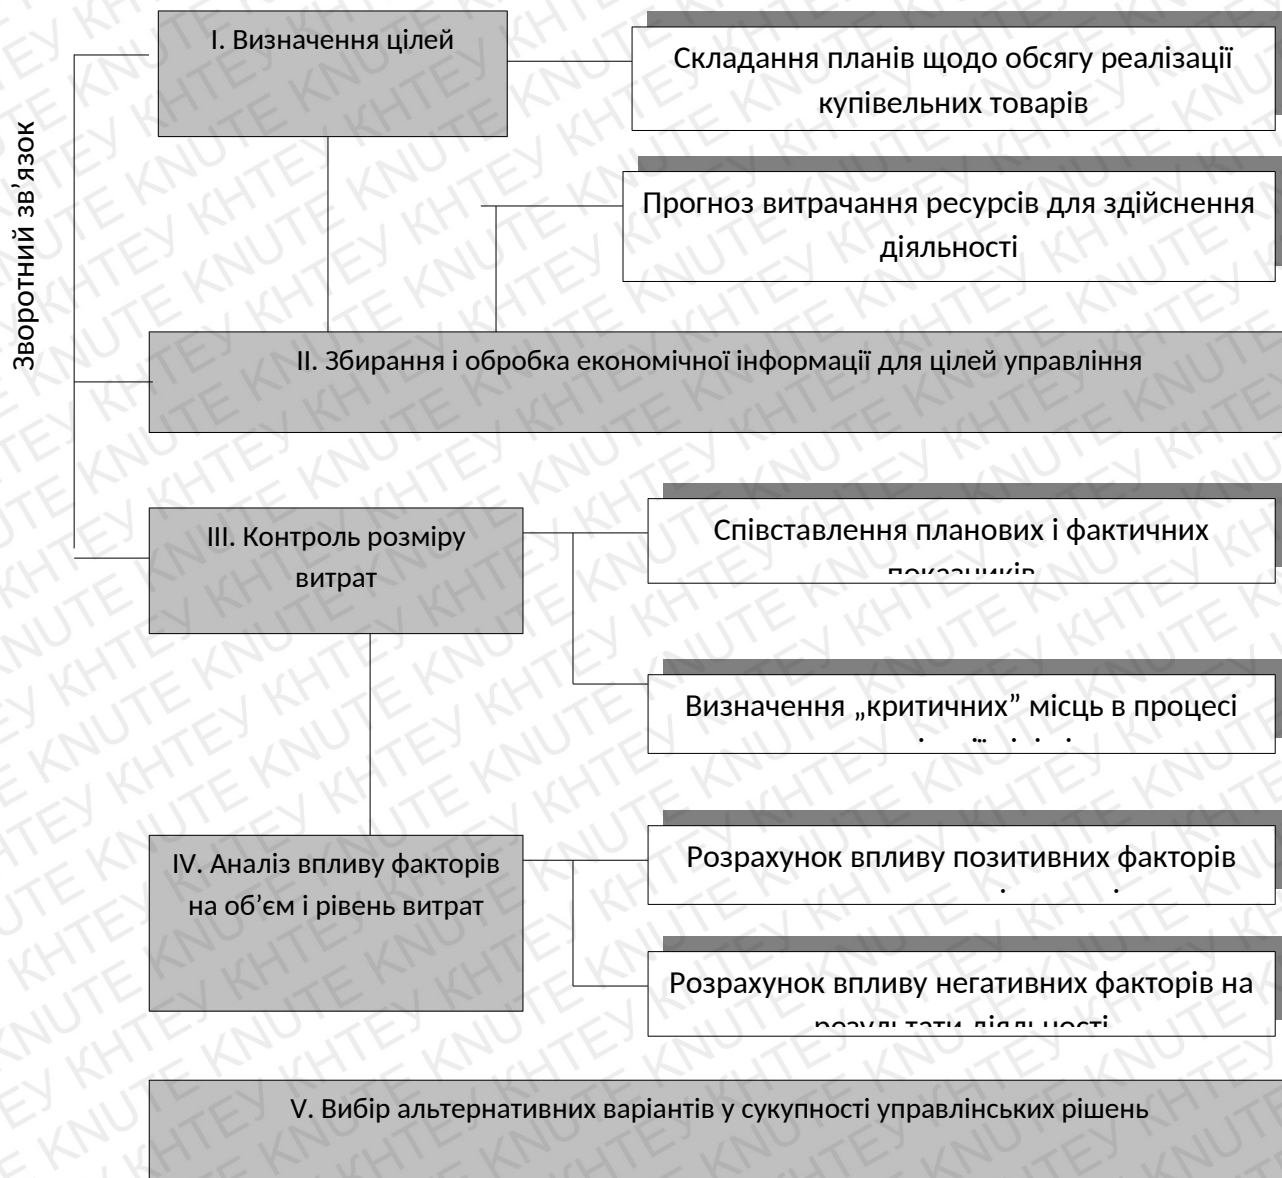 Зворотний зв’язок
І. Визначення цілей
Складання планів щодо обсягу реалізації
купівельних товарів
Прогноз витрачання ресурсів для здійснення
діяльності
ІІ. Збирання і обробка економічної інформації для цілей управління
ІІІ. Контроль розміру
витрат
Співставлення планових і фактичних
показників
Визначення „критичних” місць в процесі
IV. Аналіз впливу факторів
на об’єм і рівень витрат
Розрахунок впливу позитивних факторів
Розрахунок впливу негативних факторів на
результати діяльності
V. Вибір альтернативних варіантів у сукупності управлінських рішень